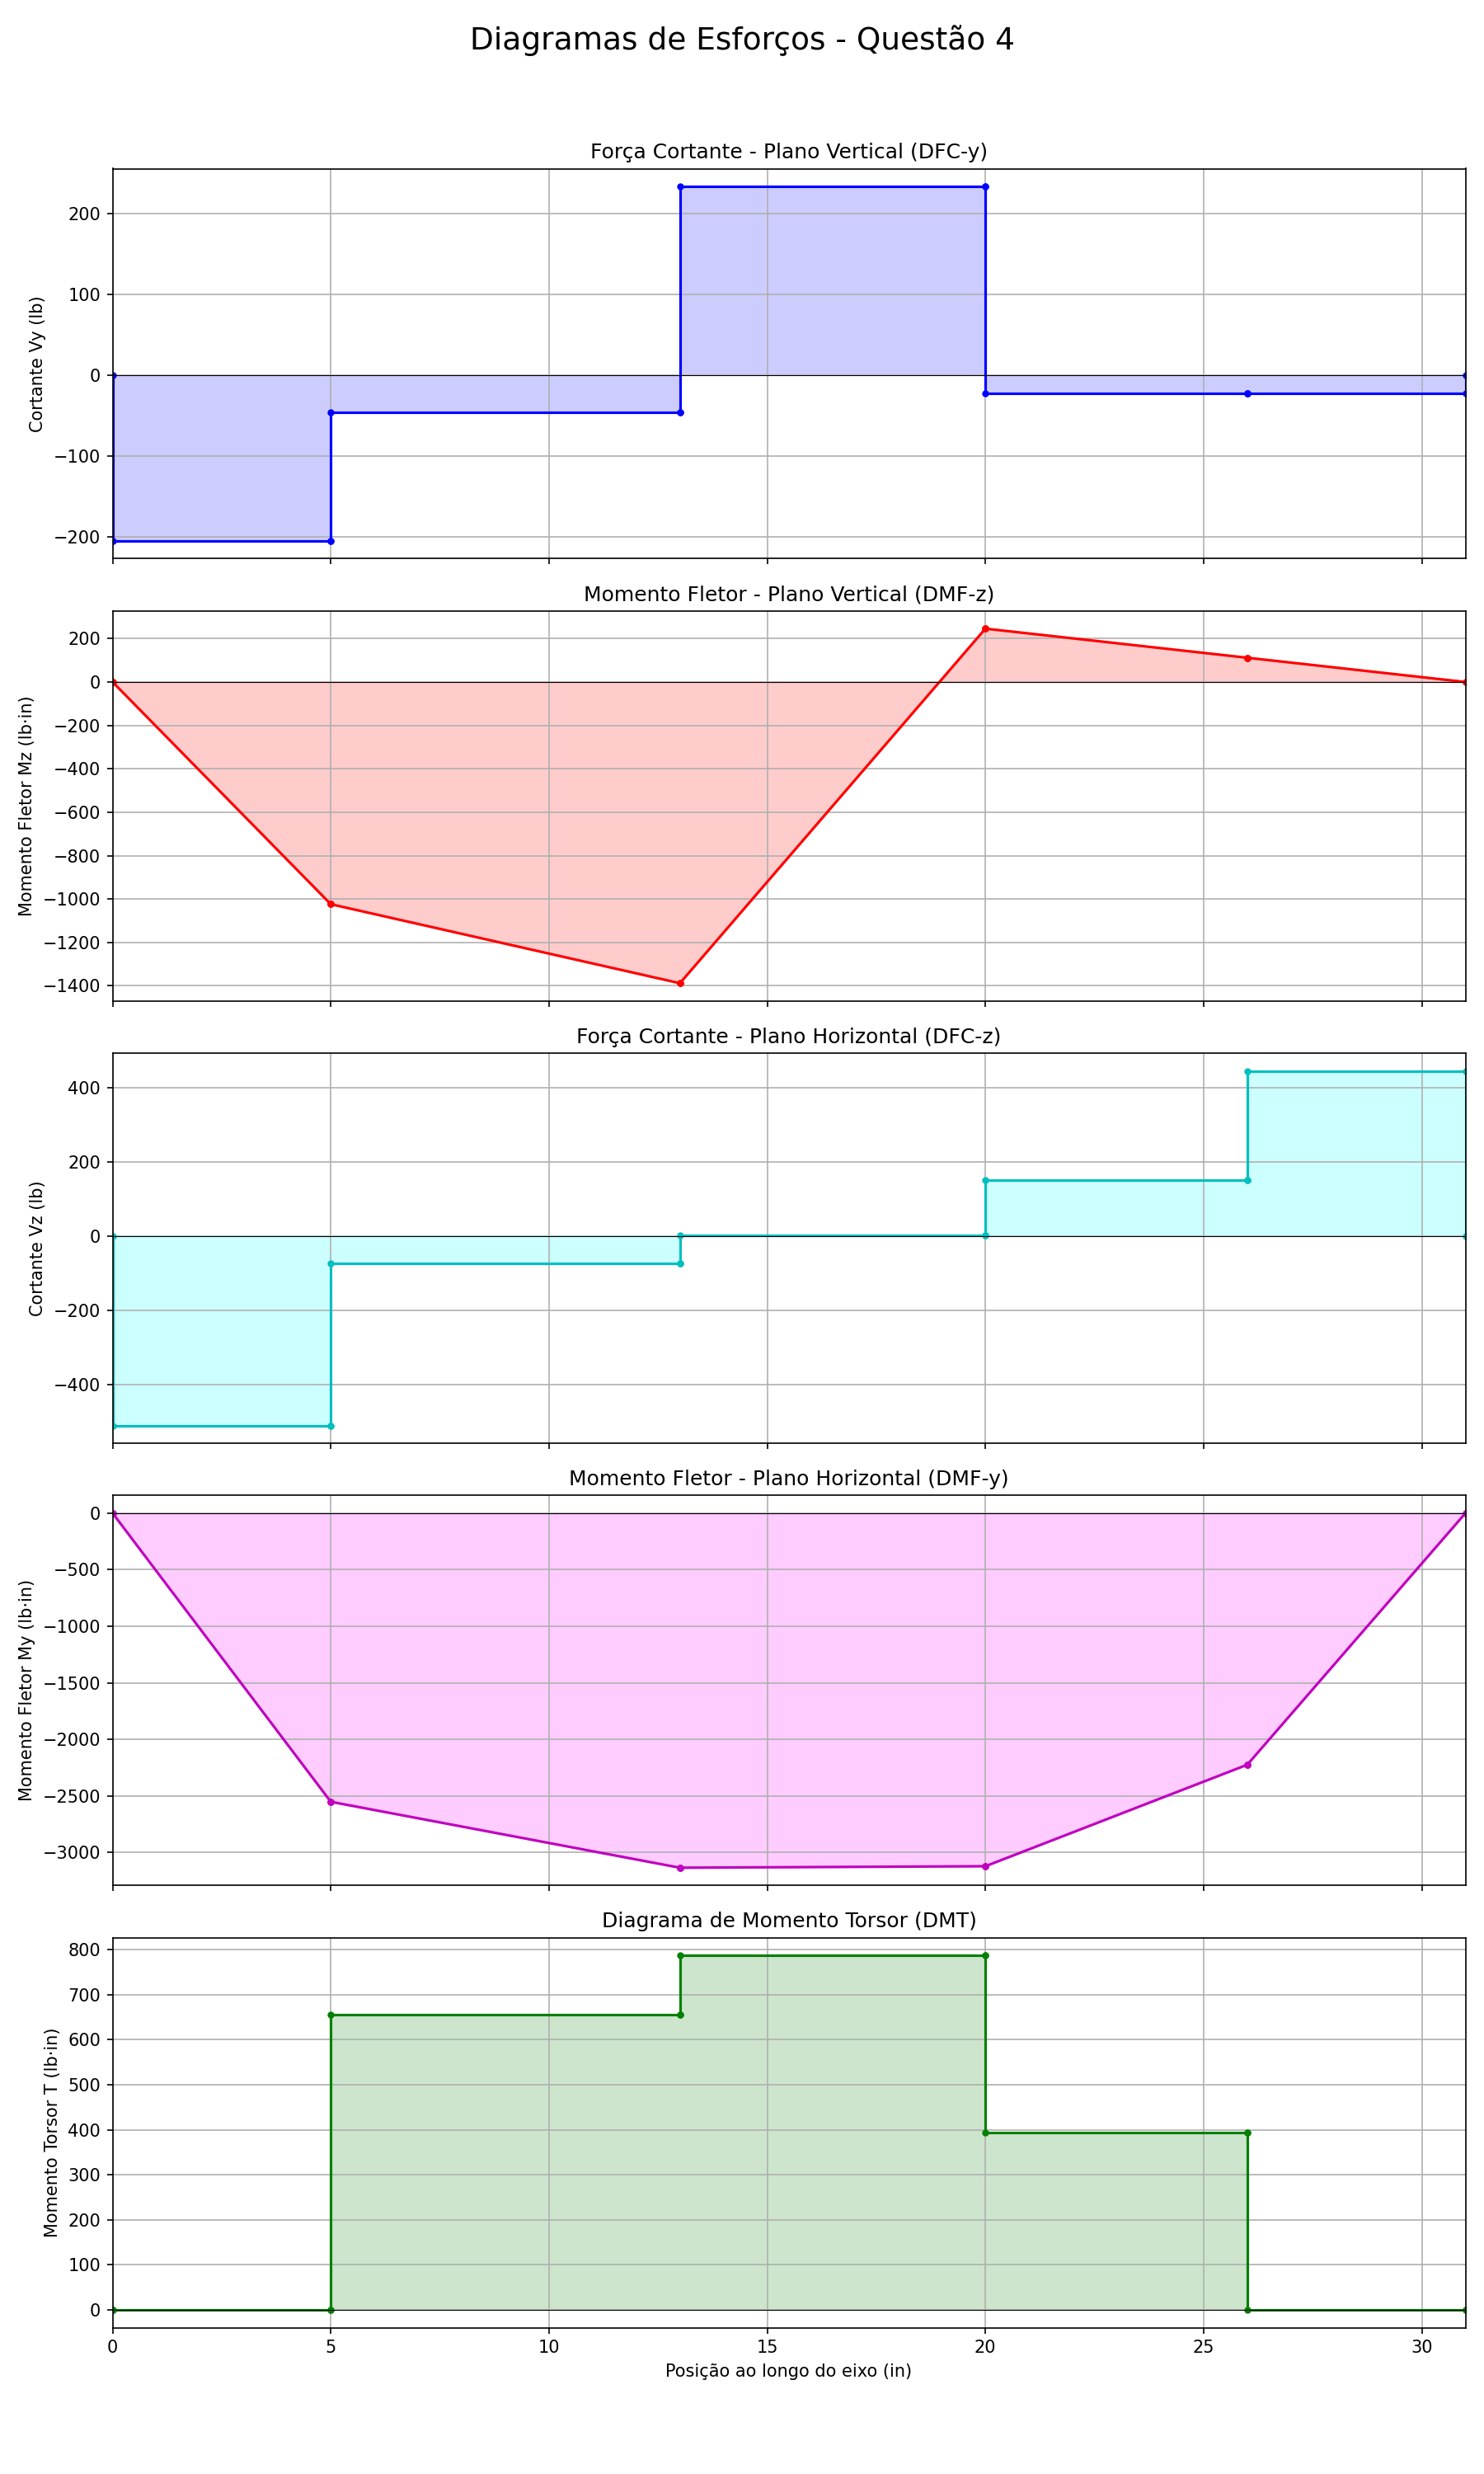 Diagramas de Esforços - Questão 4
Força Cortante - Plano Vertical (DFC-y)
Cortante Vy (lb)
200
100
0
−100
−200
Momento Fletor - Plano Vertical (DMF-z)
Momento Fletor Mz (lb·in)
200
0
−200
−400
−600
−800
−1000
−1200
−1400
Força Cortante - Plano Horizontal (DFC-z)
Cortante Vz (lb)
400
200
0
−200
−400
Momento Fletor - Plano Horizontal (DMF-y)
Momento Fletor My (lb·in)
0
−500
−1000
−1500
−2000
−2500
−3000
Diagrama de Momento Torsor (DMT)
Momento Torsor T (lb·in)
800
700
600
500
400
300
200
100
0
0 5 10 15 20 25 30
Posição ao longo do eixo (in)